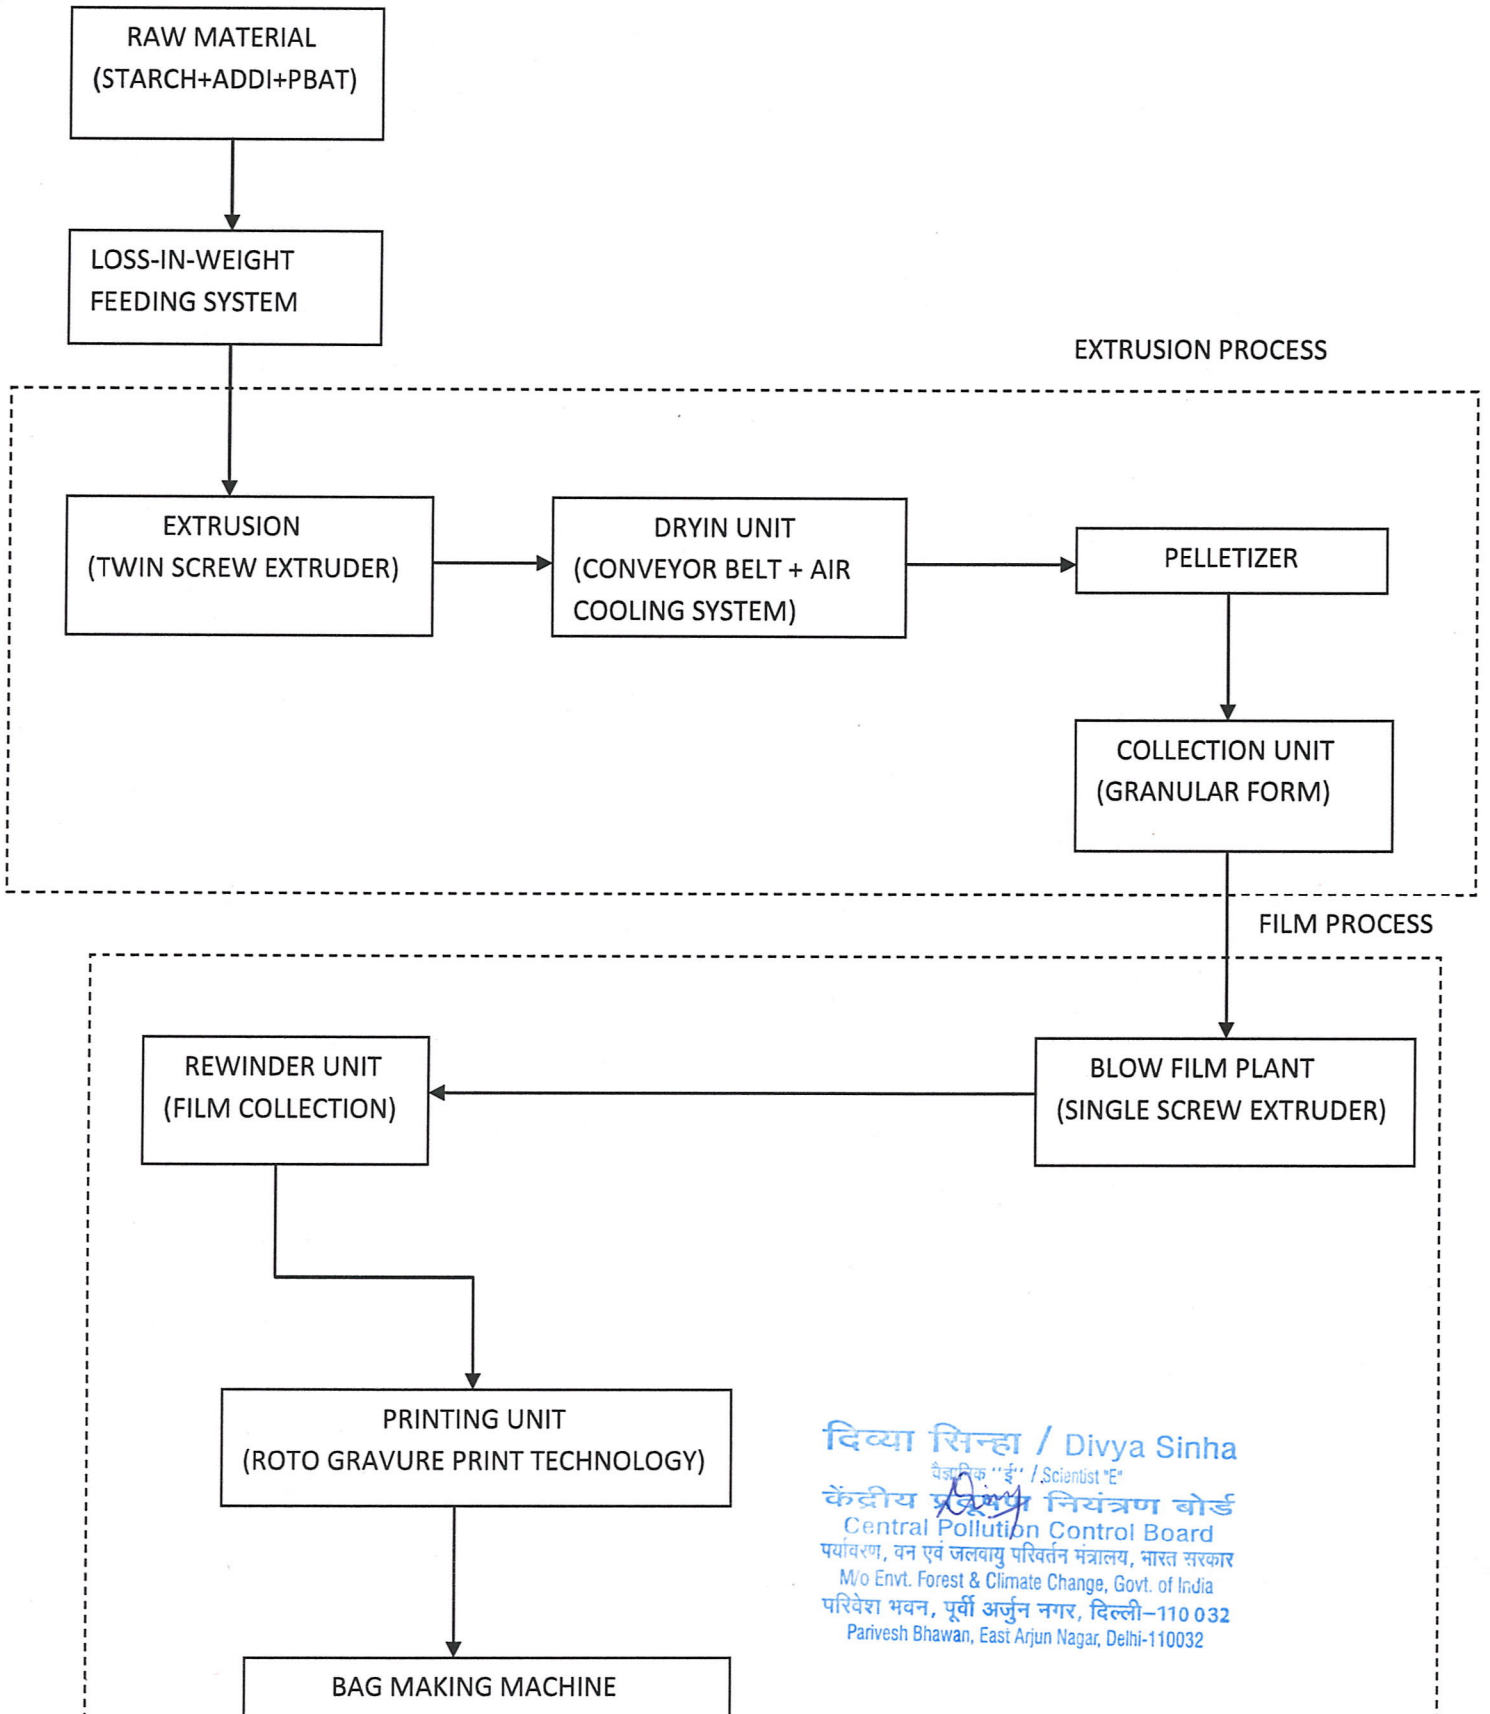 RAW MATERIAL
(STARCH+ADDI+PBAT)
LOSS-IN-WEIGHT
FEEDING SYSTEM
EXTRUSION PROCESS
EXTRUSION
(TWIN SCREW EXTRUDER)
DRYIN UNIT
(CONVEYOR BELT + AIR
COOLING SYSTEM)
PELLETIZER
COLLECTION UNIT
(GRANULAR FORM)
FILM PROCESS
BLOW FILM PLANT
(SINGLE SCREW EXTRUDER)
REWINDER UNIT
(FILM COLLECTION)
PRINTING UNIT
(ROTO GRAVURE PRINT TECHNOLOGY)
BAG MAKING MACHINE
दिव्या सिन्हा / Divya Sinha
वैज्ञानिक "ई" / Scientist "E"
केंद्रीय प्रदूषण नियंत्रण बोर्ड
Central Pollution Control Board
पर्यावरण, वन एवं जलवायु परिवर्तन मंत्रालय, भारत सरकार
M/o Envt. Forest & Climate Change, Govt. of India
परिवेश भवन, पूर्वी अर्जुन नगर, दिल्ली-110 032
Parivesh Bhawan, East Arjun Nagar, Delhi-110032